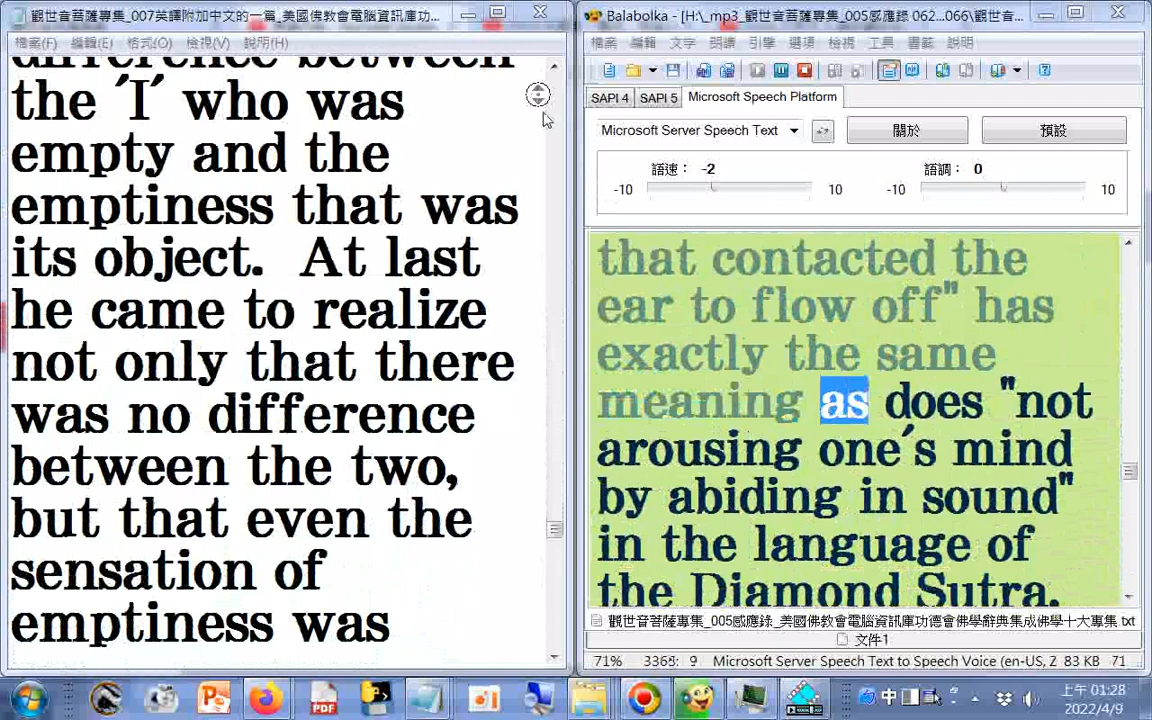 觀世音菩薩專集_007英譯附加中文的一篇_美國佛教會電腦資訊庫功...
檔案(F) 編輯(E) 格式(O) 檢視(V) 說明(H)
difference between
the ´I´ who was
empty and the
emptiness that was
its object.  At last
he came to realize
not only that there
was no difference
between the two,
but that even the
sensation of
emptiness was
Balabolka - [H:\_mp3_觀世音菩薩專集_005感應錄 062...066\觀世音...
檔案 編輯 文字 朗讀 引擎 選項 檢視 工具 書籤 說明
SAPI 4 SAPI 5 Microsoft Speech Platform
Microsoft Server Speech Text 關於 預設
語速： -2 語調： 0
-10 10 -10 10
that contacted the
ear to flow off" has
exactly the same
meaning as does "not
arousing one´s mind
by abiding in sound"
in the language of
the Diamond Sutra.
觀世音菩薩專集_005感應錄_美國佛教會電腦資訊庫功德會佛學辭典集成佛學十大專集 txt
文件1
71% 3368: 9 Microsoft Server Speech Text to Speech Voice (en-US, Z 83 KB 71
中 上午 01:28
2022/4/9